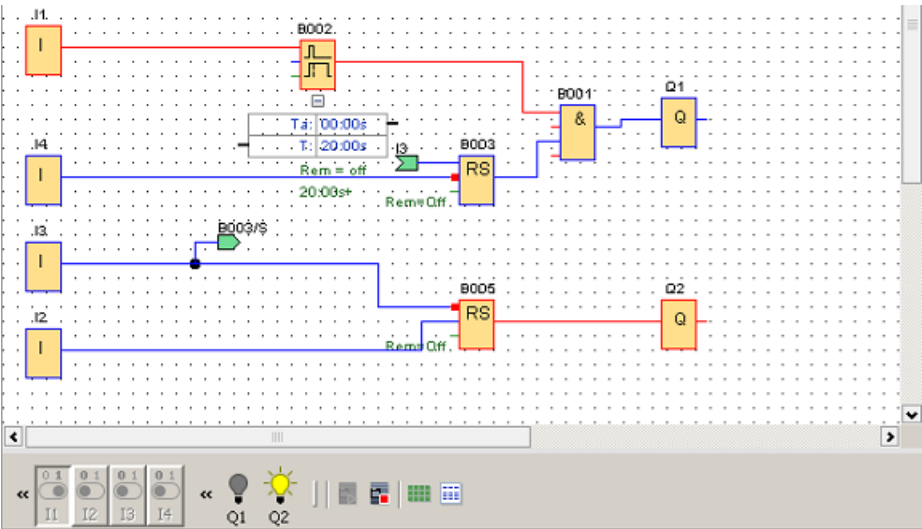 I1
I
B002
Ta: 00:00s
T: 20:00s
Rem = off
20:00s+
B001
&
Q1
Q
I4
I
I3
B003
RS
Rem=Off
I3
I
B003/S
I2
I
B005
RS
Rem=Off
Q2
Q
« 0 1 0 1 0 1 0 1 «
I1 I2 I3 I4 Q1 Q2